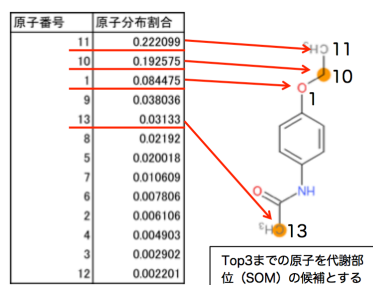 原子番号 原子分布割合
11 0.222099
10 0.192575
1 0.084475
9 0.038036
13 0.03133
8 0.02192
5 0.020018
7 0.010609
6 0.007806
2 0.006106
4 0.004903
3 0.002902
12 0.002201
CH3 11
10
O
1
O
NH
CH3 13
Top3までの原子を代謝部
位（SOM）の候補とする